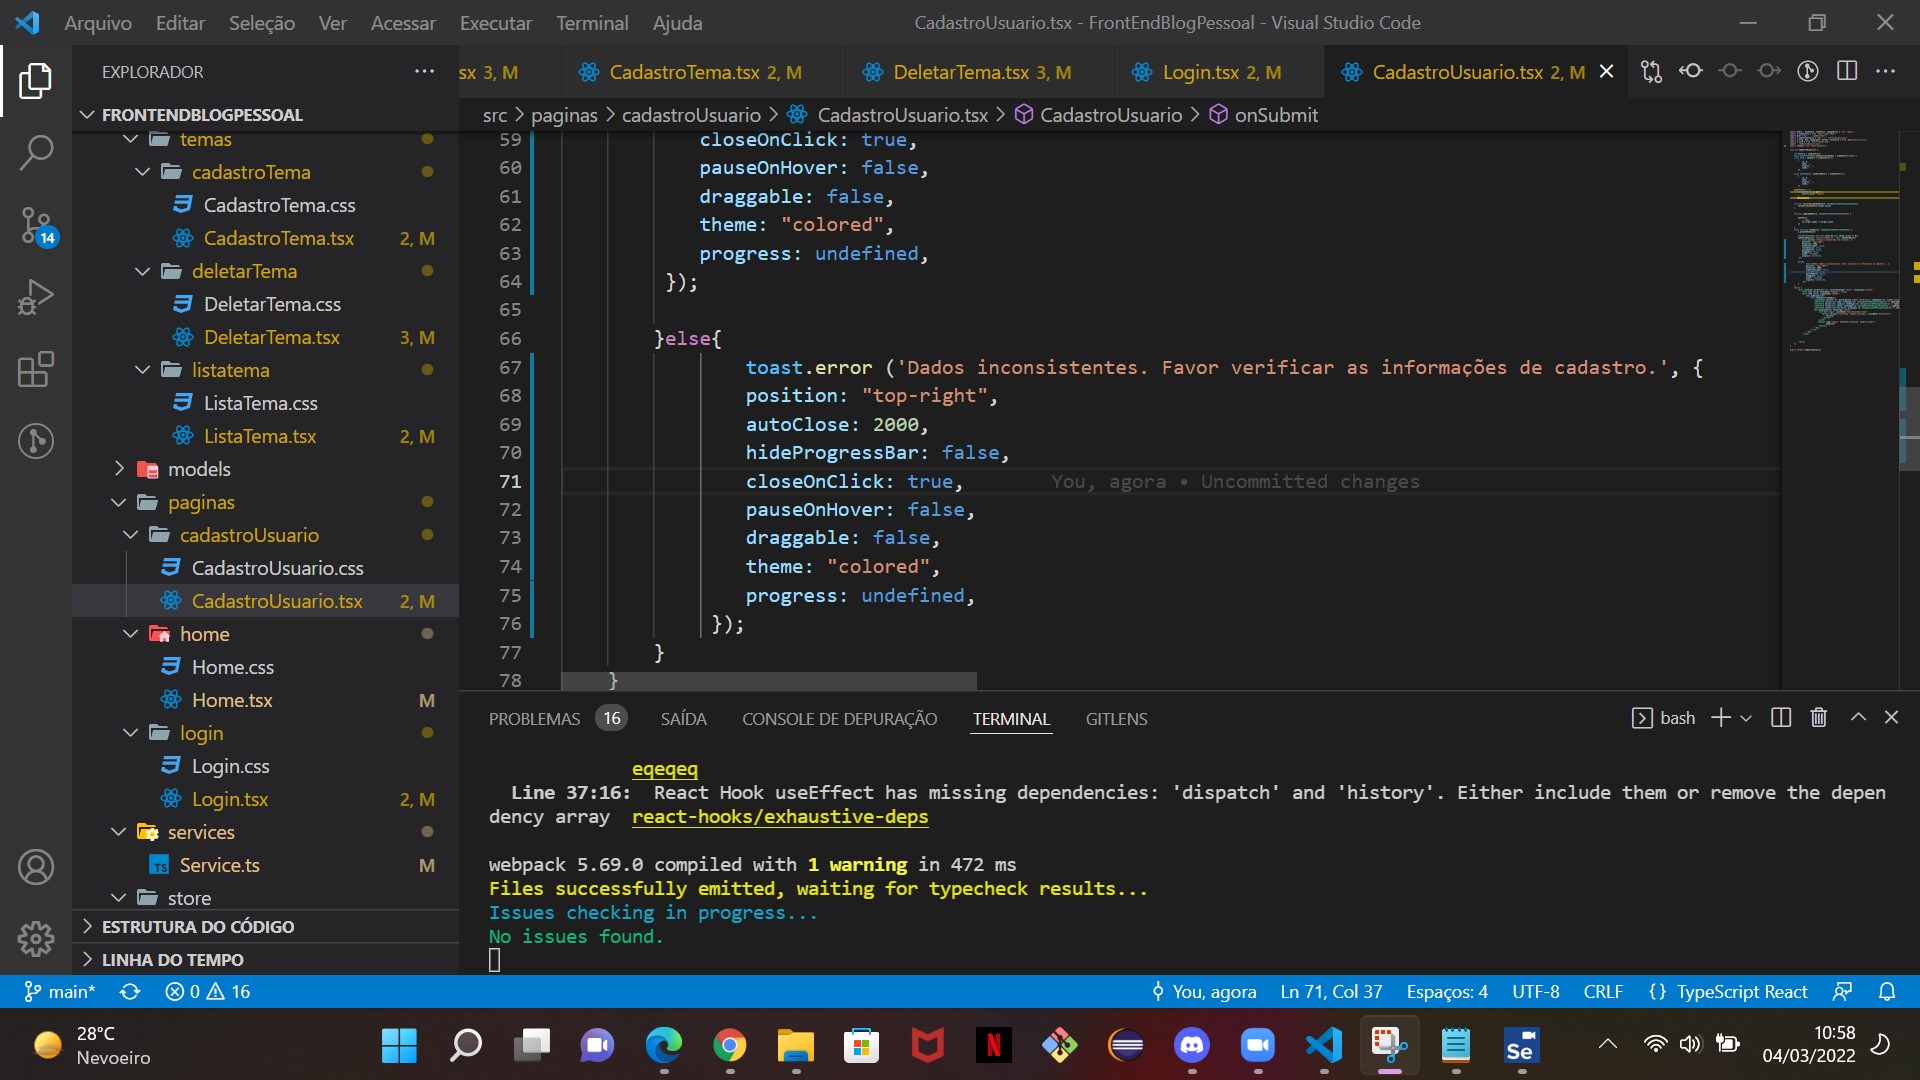 Arquivo Editar Seleção Ver Acessar Executar Terminal Ajuda
CadastroUsuario.tsx - FrontEndBlogPessoal - Visual Studio Code
EXPLORADOR
sx 3, M
CadastroTema.tsx 2, M
DeletarTema.tsx 3, M
Login.tsx 2, M
CadastroUsuario.tsx 2, M
FRONTENDBLOGPESSOAL
src > paginas > cadastroUsuario > CadastroUsuario.tsx > CadastroUsuario > onSubmit
temas
cadastroTema
CadastroTema.css
CadastroTema.tsx 2, M
deletarTema
DeletarTema.css
DeletarTema.tsx 3, M
listatema
ListaTema.css
ListaTema.tsx 2, M
models
paginas
cadastroUsuario
CadastroUsuario.css
CadastroUsuario.tsx 2, M
home
Home.css
Home.tsx M
login
Login.css
Login.tsx 2, M
services
TS Service.ts M
store
ESTRUTURA DO CÓDIGO
LINHA DO TEMPO
14
59 closeOnClick: true,
60 pauseOnHover: false,
61 draggable: false,
62 theme: "colored",
63 progress: undefined,
64 });
65
66 }else{
67 toast.error ('Dados inconsistentes. Favor verificar as informações de cadastro.', {
68 position: "top-right",
69 autoClose: 2000,
70 hideProgressBar: false,
71 closeOnClick: true, You, agora • Uncommitted changes
72 pauseOnHover: false,
73 draggable: false,
74 theme: "colored",
75 progress: undefined,
76 });
77 }
78 }
PROBLEMAS 16 SAÍDA CONSOLE DE DEPURAÇÃO TERMINAL GITLENS
bash
eqeqeq
Line 37:16: React Hook useEffect has missing dependencies: 'dispatch' and 'history'. Either include them or remove the depen
dency array react-hooks/exhaustive-deps
webpack 5.69.0 compiled with 1 warning in 472 ms
Files successfully emitted, waiting for typecheck results...
Issues checking in progress...
No issues found.
main* 0 16
You, agora Ln 71, Col 37 Espaços: 4 UTF-8 CRLF {} TypeScript React
28°C
Nevoeiro
N
Se
10:58
04/03/2022